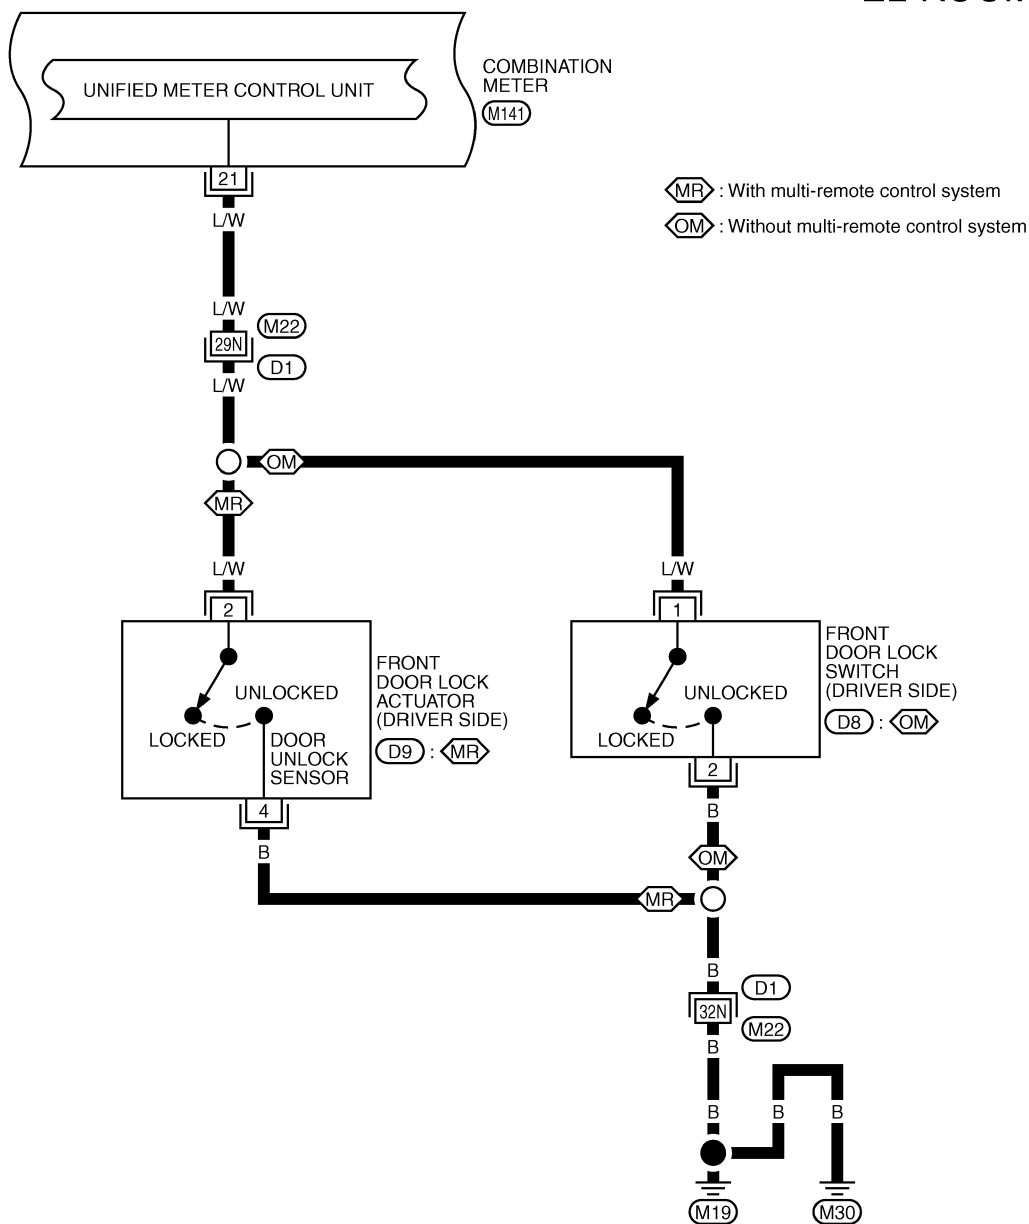 COMBINATION
METER
UNIFIED METER CONTROL UNIT
M141
21
L/W
MR : With multi-remote control system
OM : Without multi-remote control system
L/W
M22
29N
D1
L/W
OM
MR
L/W
L/W
2
1
FRONT
DOOR LOCK
ACTUATOR
(DRIVER SIDE)
D9 : MR
UNLOCKED
LOCKED
DOOR
UNLOCK
SENSOR
FRONT
DOOR LOCK
SWITCH
(DRIVER SIDE)
D8 : OM
UNLOCKED
LOCKED
2
4
B
B
OM
MR
B
D1
32N
M22
B
B
B
B
M19
M30